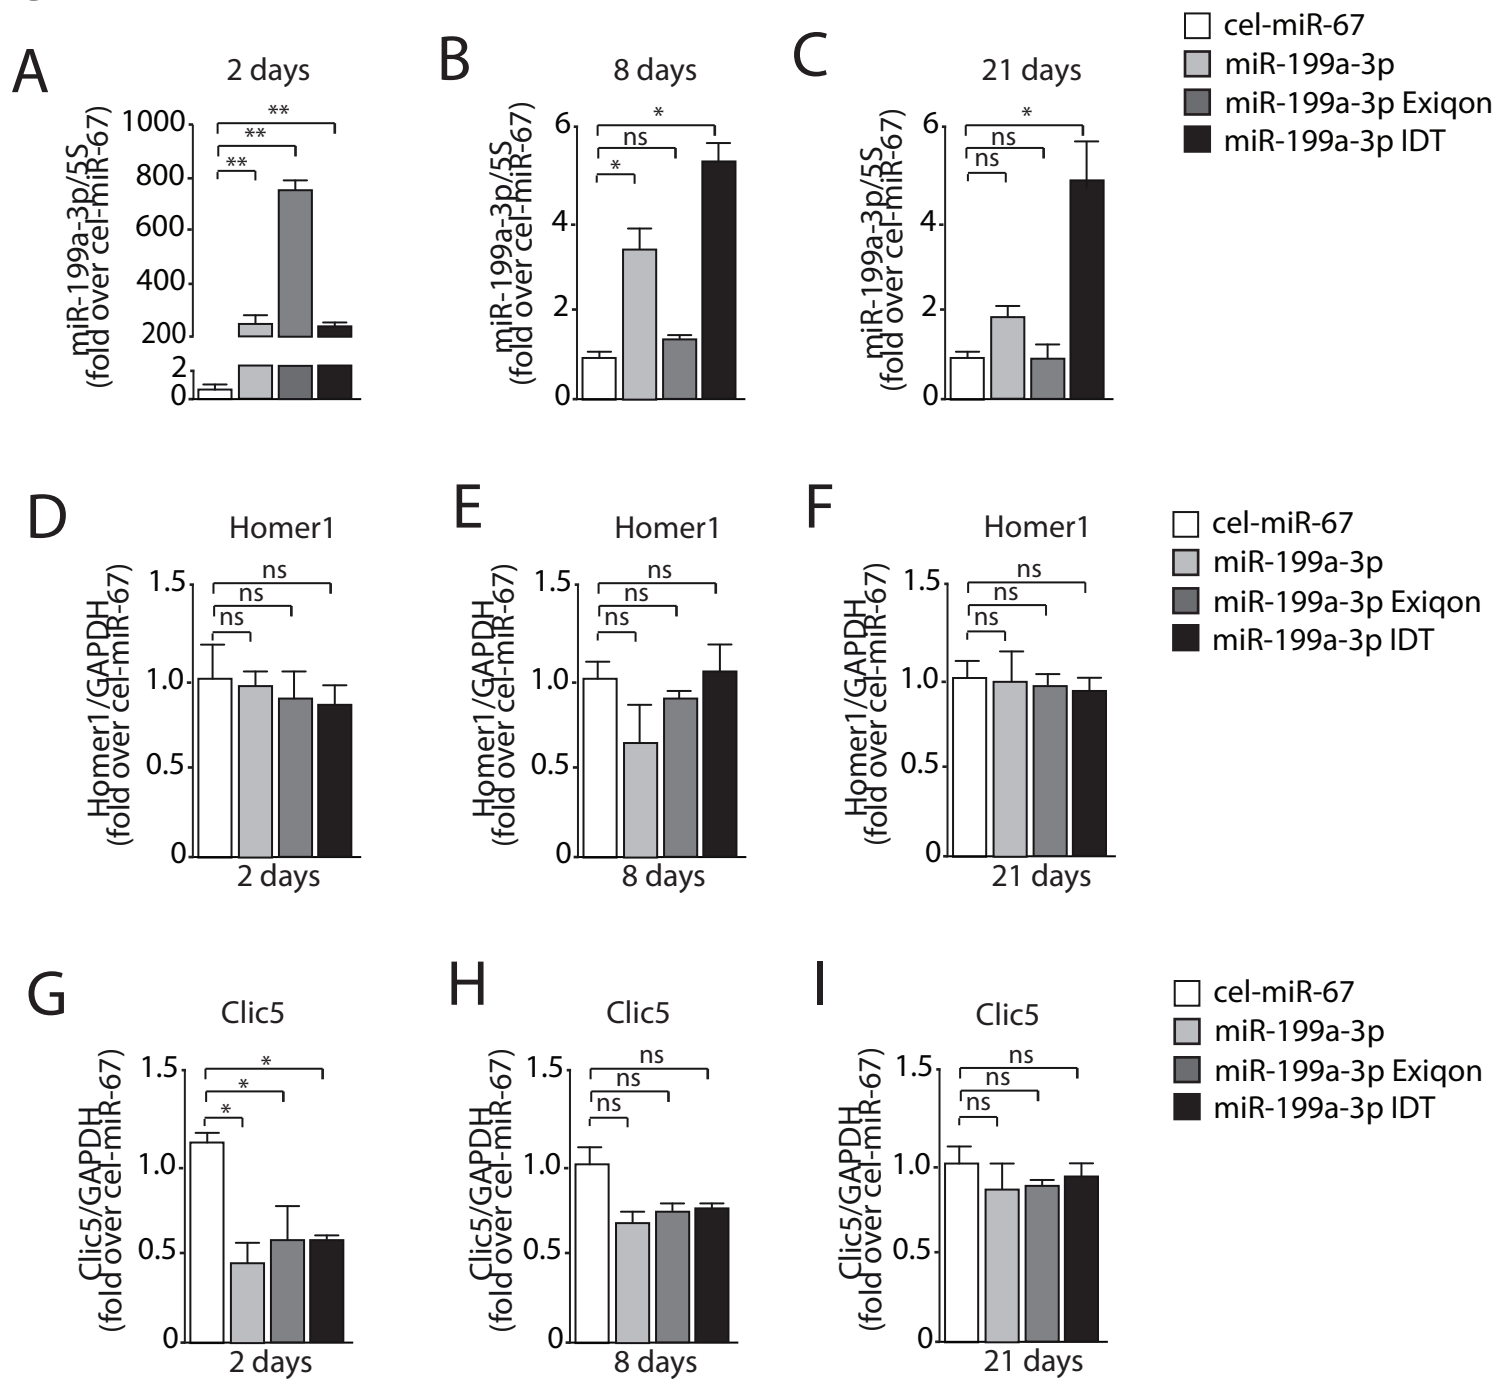 cel-miR-67
miR-199a-3p
miR-199a-3p Exiqon
miR-199a-3p IDT
A
2 days
miR-199a-3p/5S
(fold over cel-miR-67)
1000
800
600
400
200
2
0
**
**
**
B
8 days
miR-199a-3p/5S
(fold over cel-miR-67)
6
4
2
0
*
ns
*
C
21 days
miR-199a-3p/5S
(fold over cel-miR-67)
6
4
2
0
*
ns
ns
D
Homer1
Homer1/GAPDH
(fold over cel-miR-67)
1.5
1.0
0.5
0
ns
ns
ns
2 days
E
Homer1
Homer1/GAPDH
(fold over cel-miR-67)
1.5
1.0
0.5
0
ns
ns
ns
8 days
F
Homer1
Homer1/GAPDH
(fold over cel-miR-67)
1.5
1.0
0.5
0
ns
ns
ns
21 days
cel-miR-67
miR-199a-3p
miR-199a-3p Exiqon
miR-199a-3p IDT
G
Clic5
Clic5/GAPDH
(fold over cel-miR-67)
1.5
1.0
0.5
0
*
*
*
2 days
H
Clic5
Clic5/GAPDH
(fold over cel-miR-67)
1.5
1.0
0.5
0
ns
ns
ns
8 days
I
Clic5
Clic5/GAPDH
(fold over cel-miR-67)
1.5
1.0
0.5
0
ns
ns
ns
21 days
cel-miR-67
miR-199a-3p
miR-199a-3p Exiqon
miR-199a-3p IDT